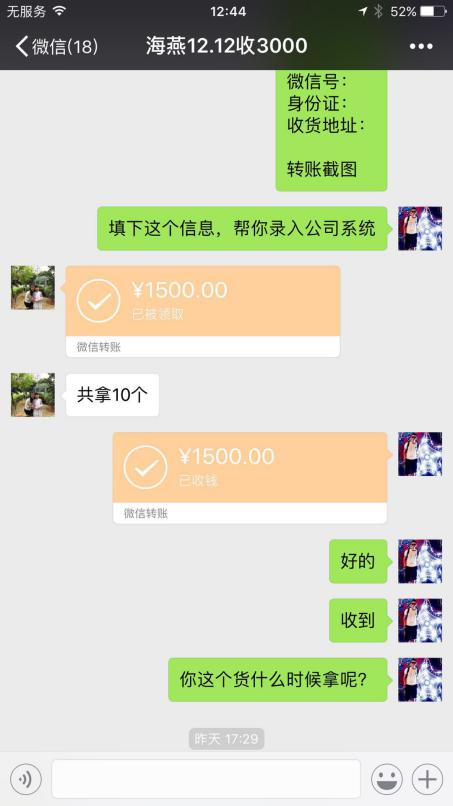 无服务
12:44
52%
微信(18)
海燕12.12收3000
微信号：
身份证：
收货地址：
转账截图
填下这个信息，帮你录入公司系统
¥1500.00
已被领取
微信转账
共拿10个
¥1500.00
已收钱
微信转账
好的
收到
你这个货什么时候拿呢？
昨天 17:29